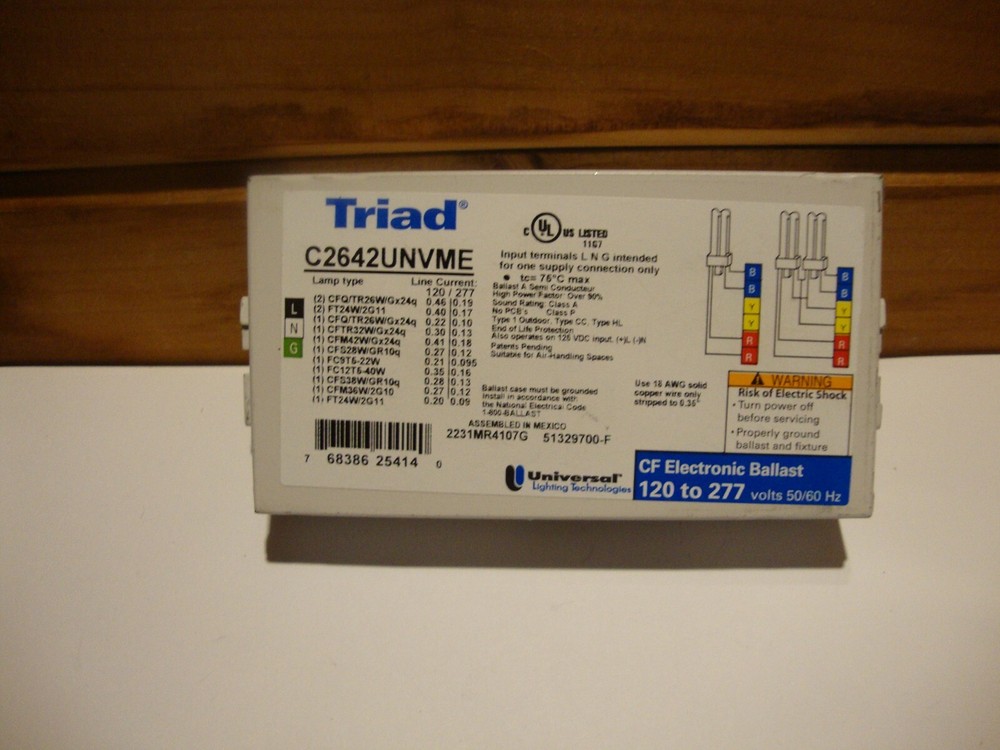 Triad®
C2642UNVME
Lamp type Line Current:
120 / 277
(2) CFQ/TR26W/Gx24q 0.46 0.19
(2) FT24W/2G11 0.40 0.17
(1) CFQ/TR26W/Gx24q 0.22 0.10
(1) CFTR32W/Gx24q 0.30 0.13
(1) CFM42W/Gx24q 0.41 0.18
(1) CFS28W/GR10q 0.27 0.12
(1) FC9T5-22W 0.21 0.095
(1) FC12T5-40W 0.35 0.16
(1) CFS38W/GR10q 0.28 0.13
(1) CFM36W/2G10 0.27 0.12
(1) FT24W/2G11 0.20 0.09
L
N
G
7 68386 25414 0
C UL US LISTED
11G7
Input terminals L N G intended
for one supply connection only
• tc= 75°C max
Ballast A Semi Conducteur
High Power Factor: Over 90%
Sound Rating: Class A
No PCB's Class P
Type 1 Outdoor, Type CC, Type HL
End of Life Protection
Also operates on 125 VDC input, (+)L (-)N
Patents Pending
Suitable for Air-Handling Spaces
Ballast case must be grounded
Install in accordance with
the National Electrical Code
1-800-BALLAST
ASSEMBLED IN MEXICO
2231MR4107G 51329700-F
Universal™
Lighting Technologies
Use 18 AWG solid
copper wire only
stripped to 0.35"
B
B
Y
Y
R
R
B
B
Y
Y
R
R
WARNING
Risk of Electric Shock
• Turn power off
before servicing
• Properly ground
ballast and fixture
CF Electronic Ballast
120 to 277 volts 50/60 Hz